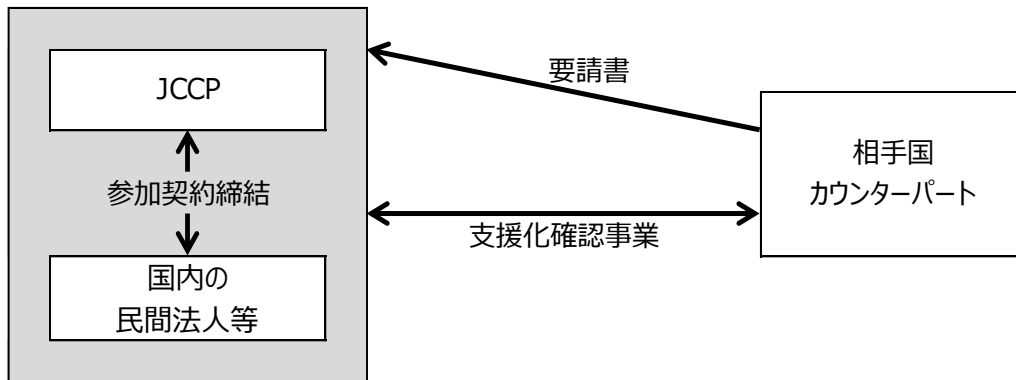 JCCP
参加契約締結
国内の
民間法人等
要請書
支援化確認事業
相手国
カウンターパート